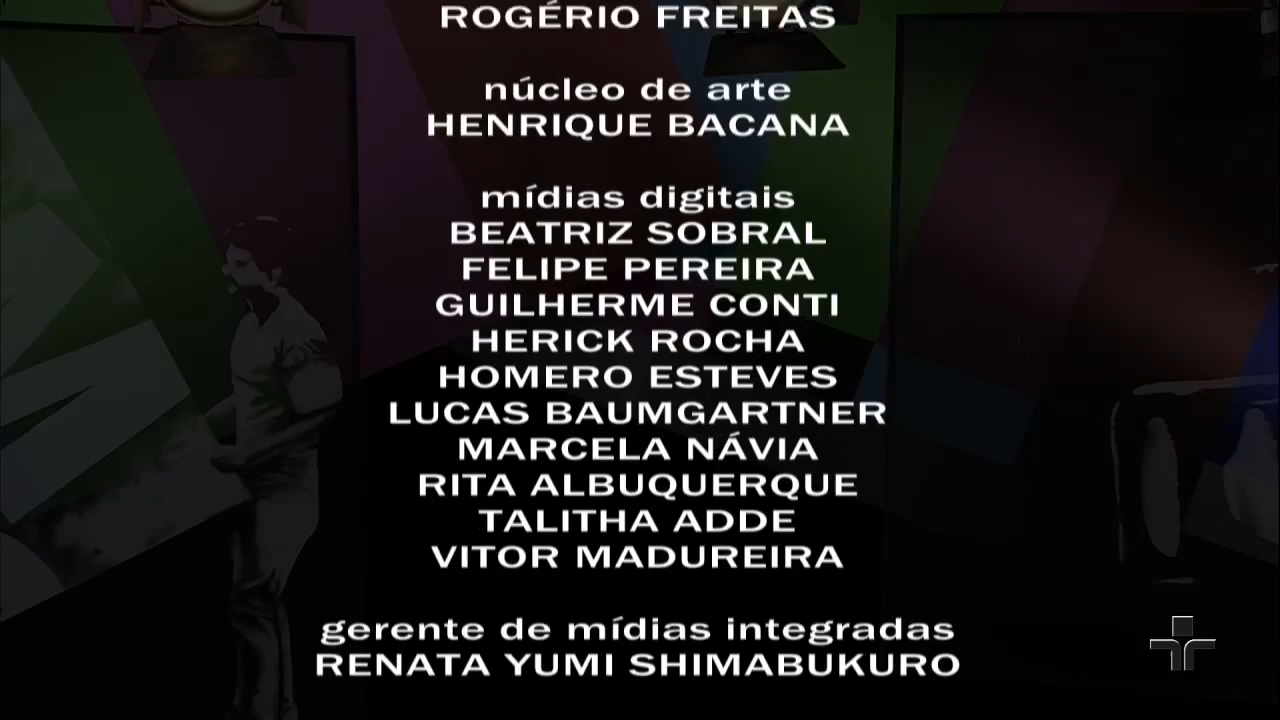 ROGÉRIO FREITAS
núcleo de arte
HENRIQUE BACANA
mídias digitais
BEATRIZ SOBRAL
FELIPE PEREIRA
GUILHERME CONTI
HERICK ROCHA
HOMERO ESTEVES
LUCAS BAUMGARTNER
MARCELA NÁVIA
RITA ALBUQUERQUE
TALITHA ADDE
VITOR MADUREIRA
gerente de mídias integradas
RENATA YUMI SHIMABUKURO